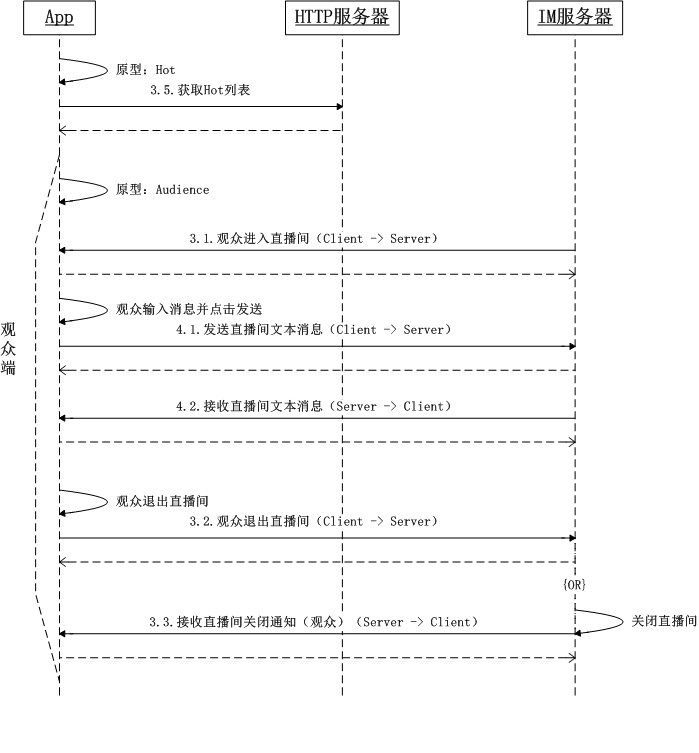 App
HTTP服务器
IM服务器
原型：Hot
3.5.获取Hot列表
原型：Audience
3.1.观众进入直播间（Client -> Server）
观众输入消息并点击发送
4.1.发送直播间文本消息（Client -> Server）
观众端
4.2.接收直播间文本消息（Server -> Client）
观众退出直播间
3.2.观众退出直播间（Client -> Server）
{OR}
关闭直播间
3.3.接收直播间关闭通知（观众）（Server -> Client）